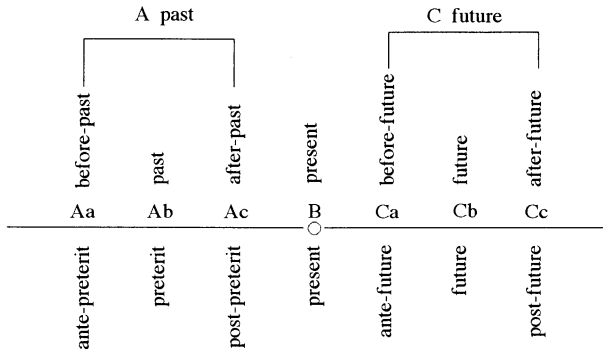 A past
C future
before-past
past
after-past
present
before-future
future
after-future
Aa
Ab
Ac
B
Ca
Cb
Cc
ante-preterit
preterit
post-preterit
present
ante-future
future
post-future